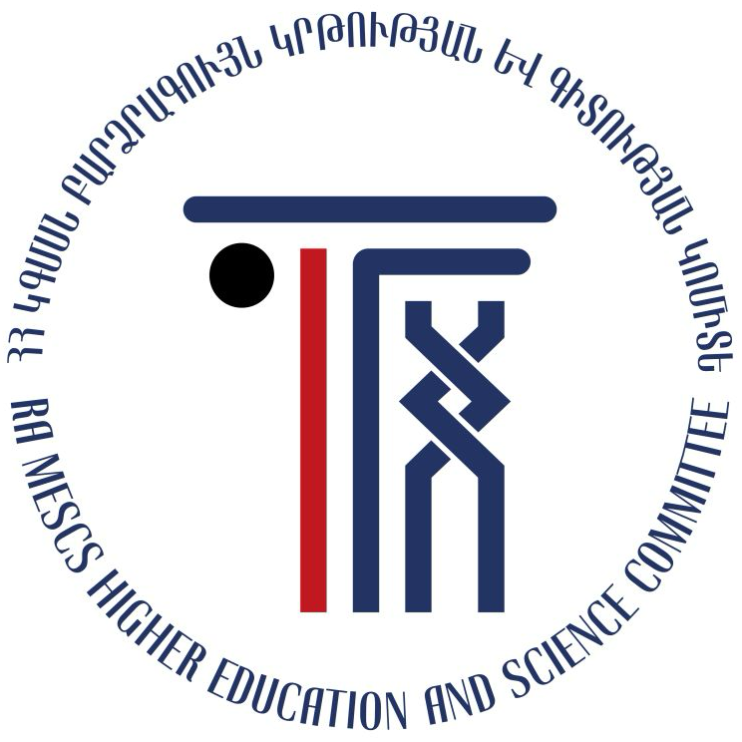 ՀՀ ԿԳՄՍՆ ԲԱՐՁՐԱԳՈՒՅՆ ԿՐԹՈՒԹՅԱՆ ԵՎ ԳԻՏՈՒԹՅԱՆ ԿՈՄԻՏԵ
RA MESCS HIGHER EDUCATION AND SCIENCE COMMITTEE